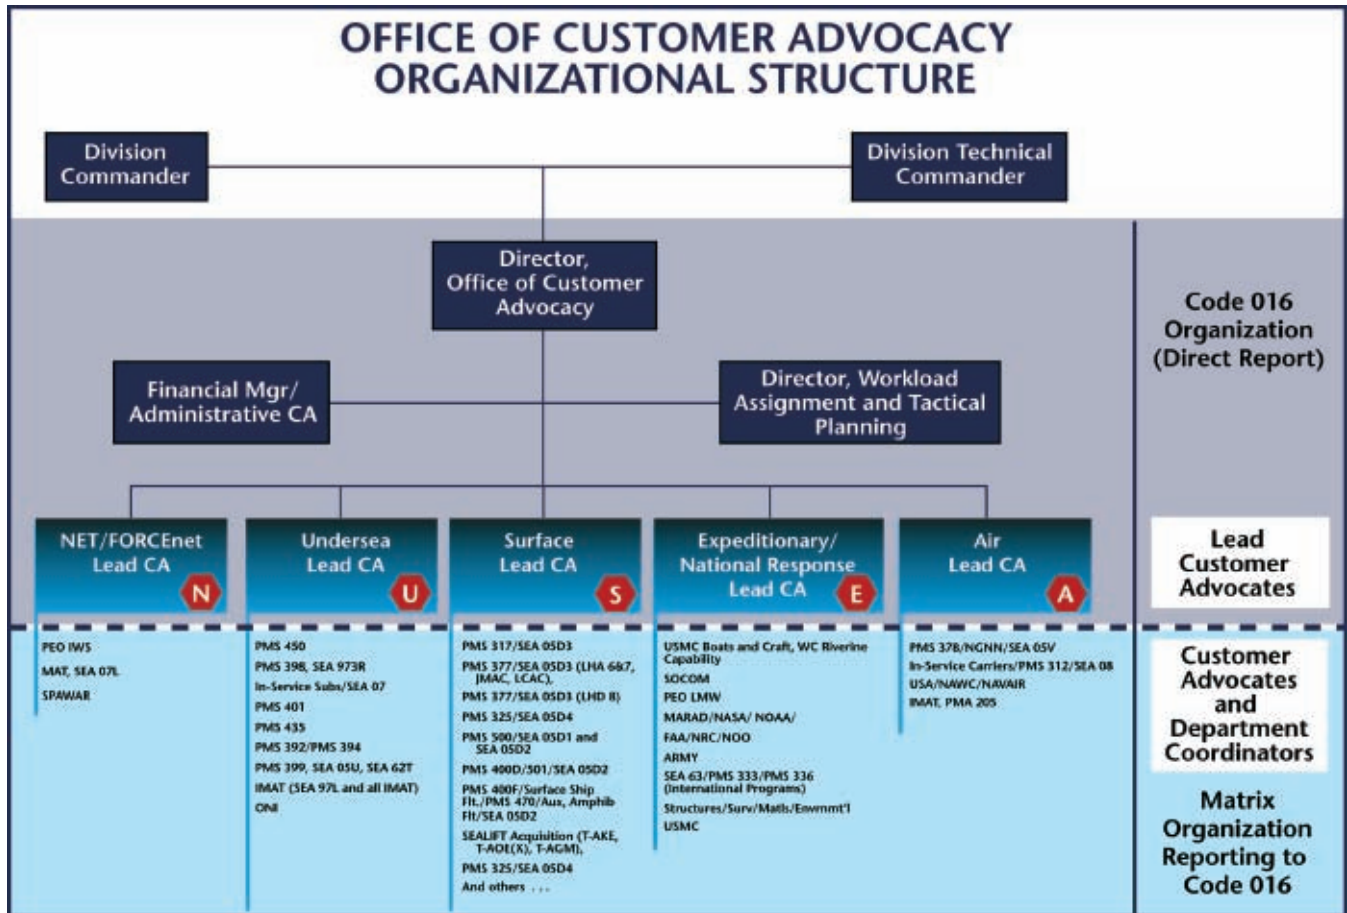 OFFICE OF CUSTOMER ADVOCACY
ORGANIZATIONAL STRUCTURE
Division
Commander
Division Technical
Commander
Director,
Office of Customer
Advocacy
Financial Mgr/
Administrative CA
Director, Workload
Assignment and Tactical
Planning
Code 016
Organization
(Direct Report)
NET/FORCEnet
Lead CA
N
Undersea
Lead CA
U
Surface
Lead CA
S
Expeditionary/
National Response
Lead CA
E
Air
Lead CA
A
Lead
Customer
Advocates
PEO IWS
MAT, SEA 07L
SPAWAR
PMS 450
PMS 398, SEA 973R
In-Service Subs/SEA 07
PMS 401
PMS 435
PMS 392/PMS 394
PMS 399, SEA 05U, SEA 62T
IMAT (SEA 97L and all IMAT)
ONI
PMS 317/SEA 05D3
PMS 377/SEA 05D3 (LHA 6&7,
JMAC, LCAC),
PMS 377/SEA 05D3 (LHD 8)
PMS 325/SEA 05D4
PMS 500/SEA 05D1 and
SEA 05D2
PMS 400D/501/SEA 05D2
PMS 400F/Surface Ship
Flt./PMS 470/Aux, Amphib
Flt/SEA 05D2
SEALIFT Acquisition (T-AKE,
T-AOE(X), T-AGM),
PMS 325/SEA 05D4
And others . . .
USMC Boats and Craft, WC Riverine
Capability
SOCOM
PEO LMW
MARAD/NASA/ NOAA/
FAA/NRC/NOO
ARMY
SEA 63/PMS 333/PMS 336
(International Programs)
Structures/Surv/Matls/Envnmt'l
USMC
PMS 378/NGNN/SEA 05V
In-Service Carriers/PMS 312/SEA 08
USA/NAWC/NAVAIR
IMAT, PMA 205
Customer
Advocates
and
Department
Coordinators
Matrix
Organization
Reporting to
Code 016